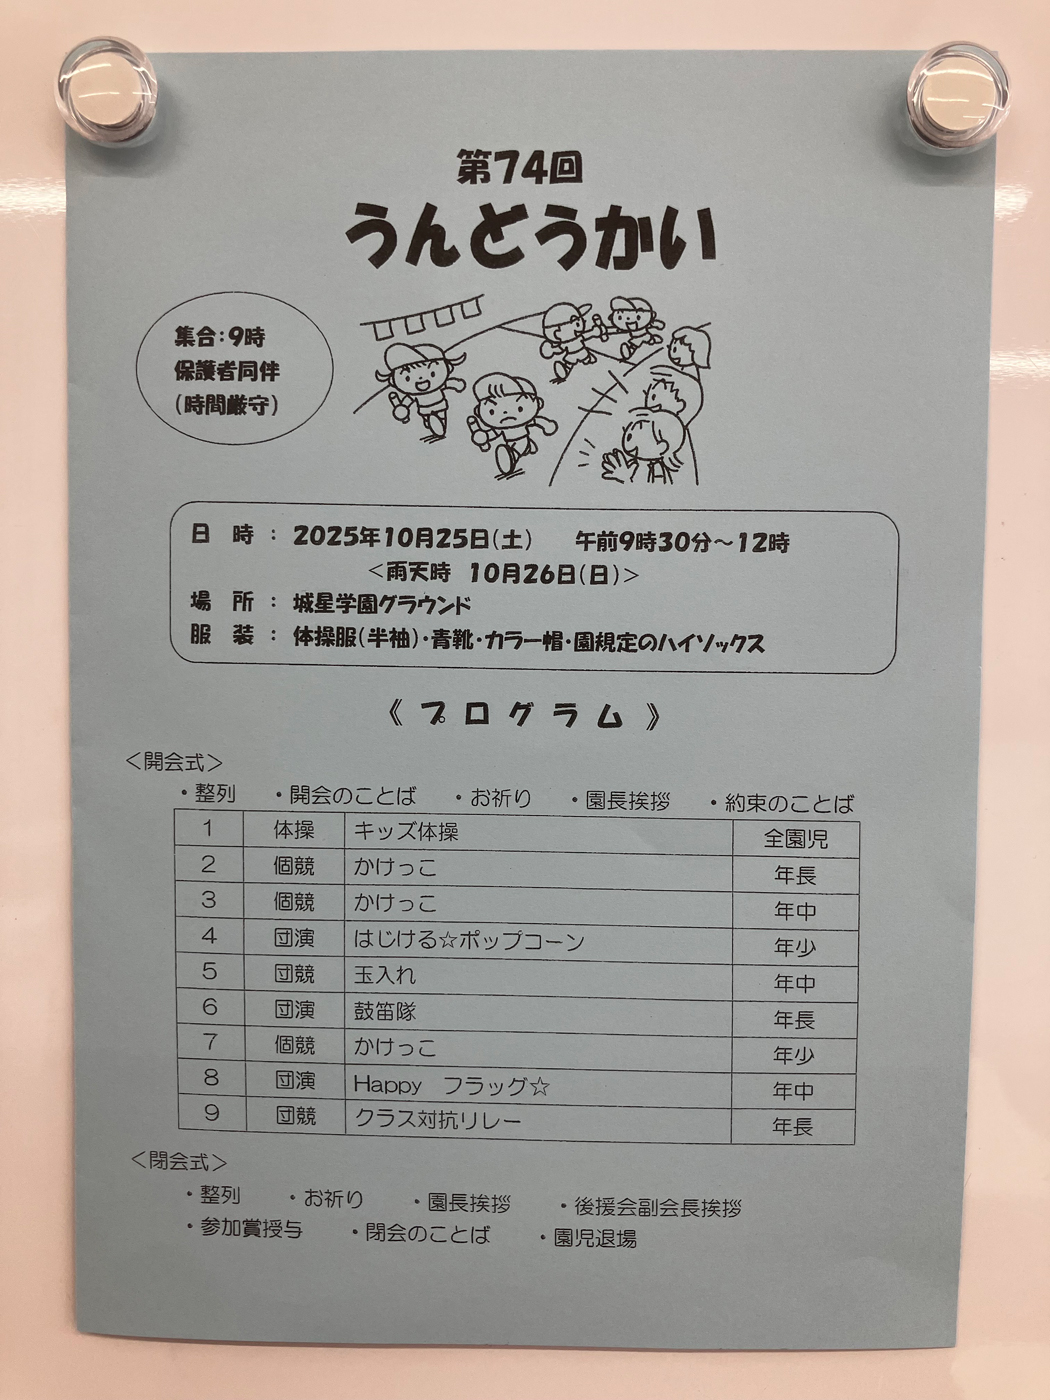 第74回
うんどうかい
集合：9時
保護者同伴
（時間厳守）
日　時　：　2025年10月25日（土）　　午前9時30分～12時
＜雨天時　10月26日（日）＞
場　所　：　城星学園グラウンド
服　装　：　体操服（半袖）・青靴・カラー帽・園規定のハイソックス
《プログラム》
＜開会式＞
・整列　・開会のことば　・お祈り　・園長挨拶　・約束のことば
1　体操　キッズ体操　全園児
2　個競　かけっこ　年長
3　個競　かけっこ　年中
4　団演　はじける☆ポップコーン　年少
5　団競　玉入れ　年中
6　団演　鼓笛隊　年長
7　個競　かけっこ　年少
8　団演　Happy　フラッグ☆　年中
9　団競　クラス対抗リレー　年長
＜閉会式＞
・整列　・お祈り　・園長挨拶　・後援会副会長挨拶
・参加賞授与　・閉会のことば　・園児退場